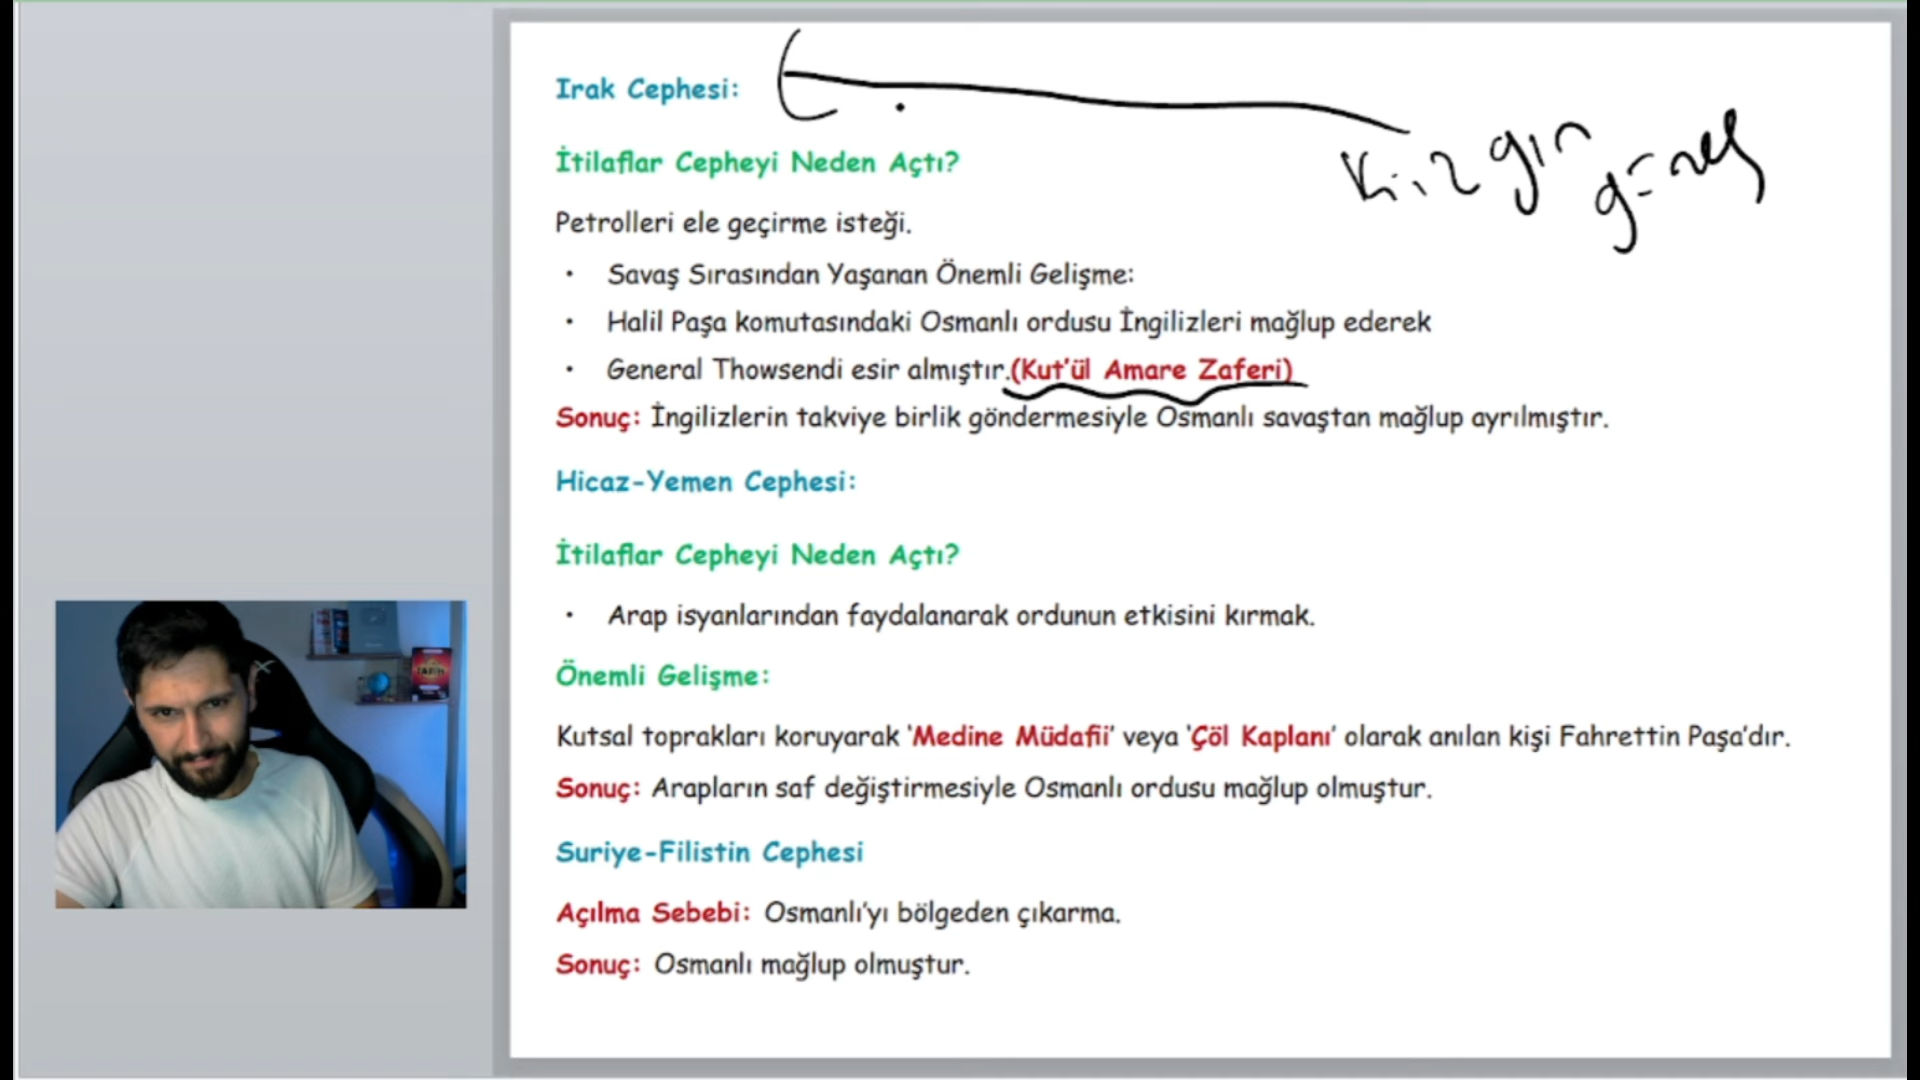 Irak Cephesi:
Kızgın
güneş
İtilaflar Cepheyi Neden Açtı?
Petrolleri ele geçirme isteği.
• Savaş Sırasından Yaşanan Önemli Gelişme:
• Halil Paşa komutasındaki Osmanlı ordusu İngilizleri mağlup ederek
• General Thowsendi esir almıştır.(Kut'ül Amare Zaferi)
Sonuç: İngilizlerin takviye birlik göndermesiyle Osmanlı savaştan mağlup ayrılmıştır.
Hicaz-Yemen Cephesi:
İtilaflar Cepheyi Neden Açtı?
• Arap isyanlarından faydalanarak ordunun etkisini kırmak.
Önemli Gelişme:
Kutsal toprakları koruyarak 'Medine Müdafii' veya 'Çöl Kaplanı' olarak anılan kişi Fahrettin Paşa'dır.
Sonuç: Arapların saf değiştirmesiyle Osmanlı ordusu mağlup olmuştur.
Suriye-Filistin Cephesi
Açılma Sebebi: Osmanlı'yı bölgeden çıkarma.
Sonuç: Osmanlı mağlup olmuştur.
TARİH